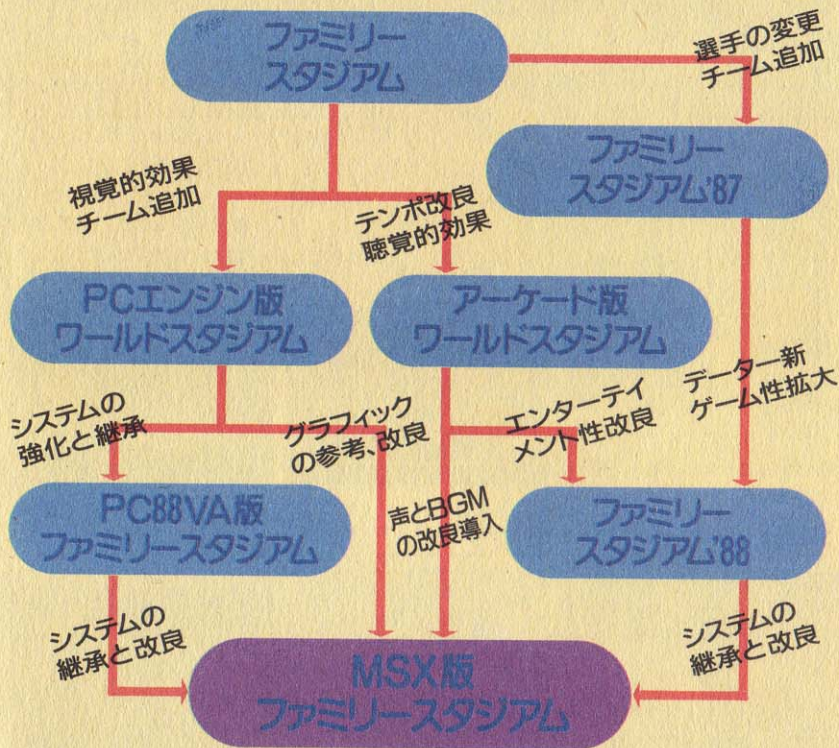 ファミリー
スタジアム
選手の変更
チーム追加
ファミリー
スタジアム'87
視覚的効果
チーム追加
テンポ改良
聴覚的効果
PCエンジン版
ワールドスタジアム
アーケード版
ワールドスタジアム
システムの
強化と継承
グラフィック
の参考、改良
エンターテイ
メント性改良
データ一新
ゲーム性拡大
PC88VA版
ファミリースタジアム
声とBGM
の改良導入
ファミリー
スタジアム'88
システムの
継承と改良
システムの
継承と改良
MSX版
ファミリースタジアム